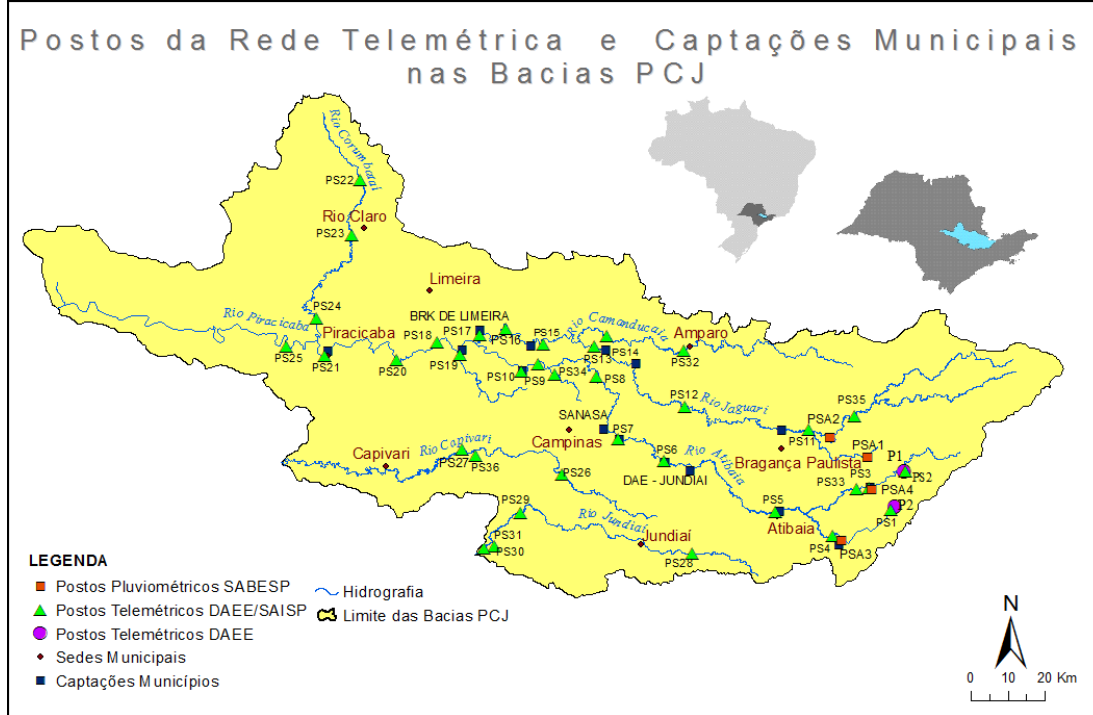 Postos da Rede Telemétrica e Captações Municipais
nas Bacias PCJ
Rio Corumbataí
PS22
Rio Claro
PS23
Limeira
PS24
BRK DE LIMEIRA
Rio Piracicaba
Piracicaba
PS18
PS17
PS16
PS15
Rio Camanducaia
Amparo
PS25
PS21
PS20
PS19
PS13
PS14
PS32
PS10
PS9
PS34
PS8
PS12
Rio Jaguari
PSA2
PS35
SANASA
PS7
PS11
Campinas
Rio Capivari
Capivari
PS27
PS36
PS6
Rio Atibaia
Bragança Paulista
PSA1
P1
PS26
DAE - JUNDIAI
PS3
PS2
PS33
PSA4
P2
PS29
PS5
PS1
Rio Jundiaí
Atibaia
PS31
PS30
Jundiaí
PS28
PS4
PSA3
LEGENDA
Postos Pluviométricos SABESP
Hidrografia
Postos Telemétricos DAEE/SAISP
Limite das Bacias PCJ
Postos Telemétricos DAEE
Sedes Municipais
Captações Municípios
N
0 10 20 Km